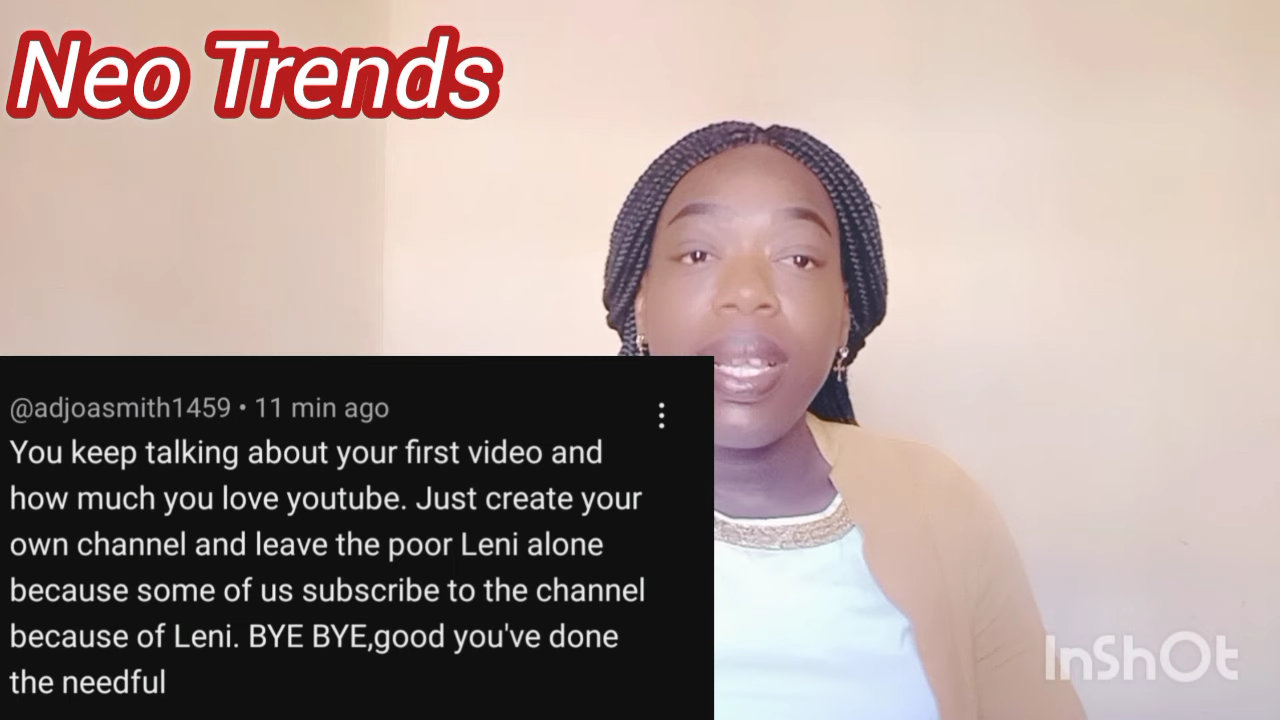 Neo Trends
@adjoasmith1459 • 11 min ago
You keep talking about your first video and
how much you love youtube. Just create your
own channel and leave the poor Leni alone
because some of us subscribe to the channel
because of Leni. BYE BYE,good you've done
the needful
InShOt